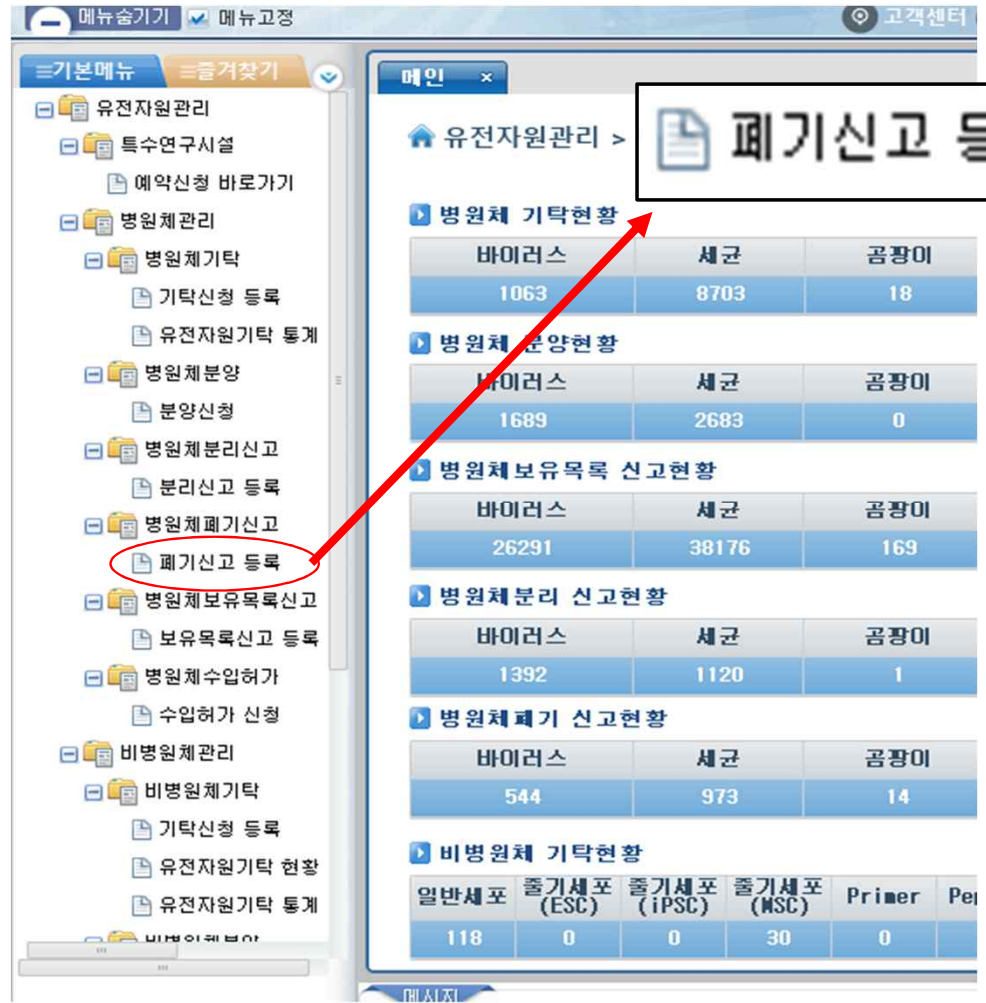 메뉴숨기기 메뉴고정
고객센터
기본메뉴 즐겨찾기
유전자원관리
특수연구시설
예약신청 바로가기
병원체관리
병원체기탁
기탁신청 등록
유전자원기탁 통계
병원체분양
분양신청
병원체분리신고
분리신고 등록
병원체폐기신고
폐기신고 등록
병원체보유목록신고
보유목록신고 등록
병원체수입허가
수입허가 신청
비병원체관리
비병원체기탁
기탁신청 등록
유전자원기탁 현황
유전자원기탁 통계
메인 ×
유전자원관리 >
폐기신고
병원체 기탁현황
바이러스 세균 곰팡이
1063 8703 18
병원체 분양현황
바이러스 세균 곰팡이
1689 2683 0
병원체보유목록 신고현황
바이러스 세균 곰팡이
26291 38176 169
병원체분리 신고현황
바이러스 세균 곰팡이
1392 1120 1
병원체폐기 신고현황
바이러스 세균 곰팡이
544 973 14
비병원체 기탁현황
일반세포 줄기세포 (ESC) 줄기세포 (iPSC) 줄기세포 (MSC) Primer
118 0 0 30 0